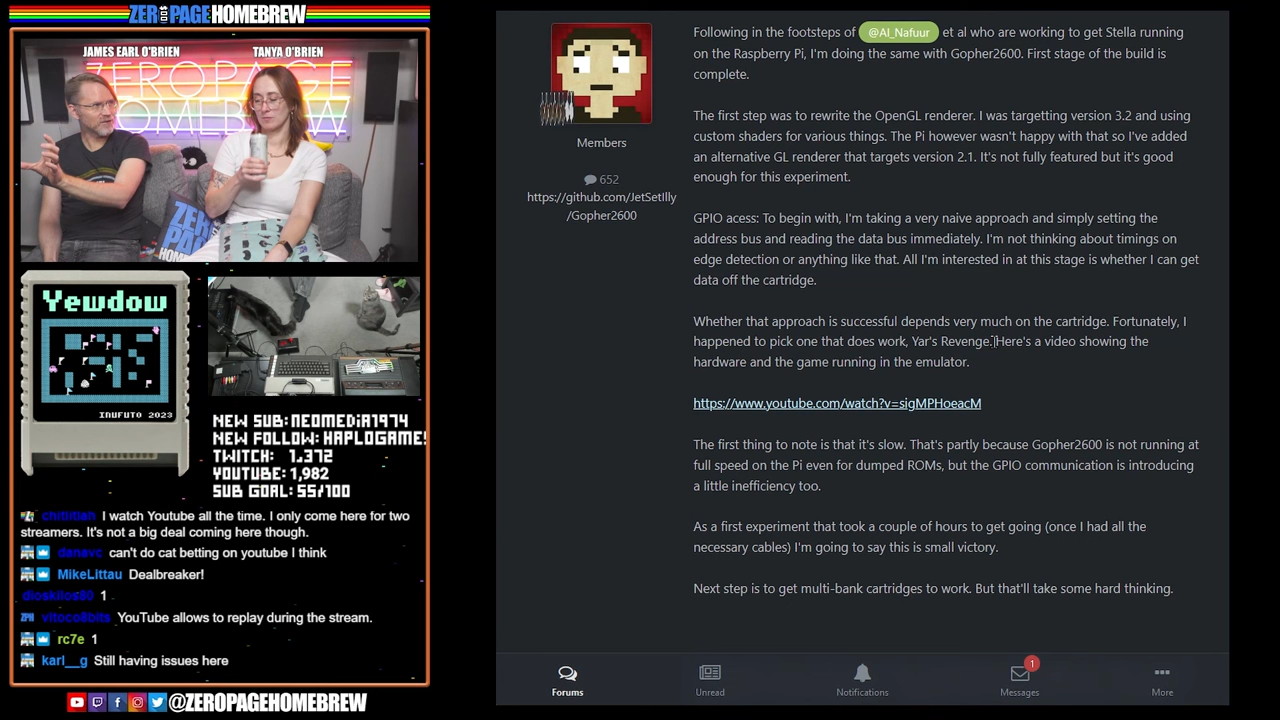 ZERO PAGE HOMEBREW
JAMES EARL O'BRIEN
TANYA O'BRIEN
ZEROPAGE
HOMEBREW
ZERO
PAGE
Yewdow
INUFUTO 2023
NEW SUB: NEOMEDIA1974
NEW FOLLOW: HAPLOGAMES
TWITCH: 1,372
YOUTUBE: 1,982
SUB GOAL: 55/100
chittitiah I watch Youtube all the time. I only come here for two
streamers. It's not a big deal coming here though.
danavc can't do cat betting on youtube I think
MikeLittau Dealbreaker!
dioskilos80 1
vitoco8bits YouTube allows to replay during the stream.
rc7e 1
karl__g Still having issues here
@ZEROPAGEHOMEBREW
Members
652
https://github.com/JetSetIlly
/Gopher2600
Following in the footsteps of @Al_Nafuur et al who are working to get Stella running
on the Raspberry Pi, I'm doing the same with Gopher2600. First stage of the build is
complete.
The first step was to rewrite the OpenGL renderer. I was targetting version 3.2 and using
custom shaders for various things. The Pi however wasn't happy with that so I've added
an alternative GL renderer that targets version 2.1. It's not fully featured but it's good
enough for this experiment.
GPIO acess: To begin with, I'm taking a very naive approach and simply setting the
address bus and reading the data bus immediately. I'm not thinking about timings on
edge detection or anything like that. All I'm interested in at this stage is whether I can get
data off the cartridge.
Whether that approach is successful depends very much on the cartridge. Fortunately, I
happened to pick one that does work, Yar's Revenge. Here's a video showing the
hardware and the game running in the emulator.
https://www.youtube.com/watch?v=sigMPHoeacM
The first thing to note is that it's slow. That's partly because Gopher2600 is not running at
full speed on the Pi even for dumped ROMs, but the GPIO communication is introducing
a little inefficiency too.
As a first experiment that took a couple of hours to get going (once I had all the
necessary cables) I'm going to say this is small victory.
Next step is to get multi-bank cartridges to work. But that'll take some hard thinking.
Forums
Unread
Notifications
1
Messages
More